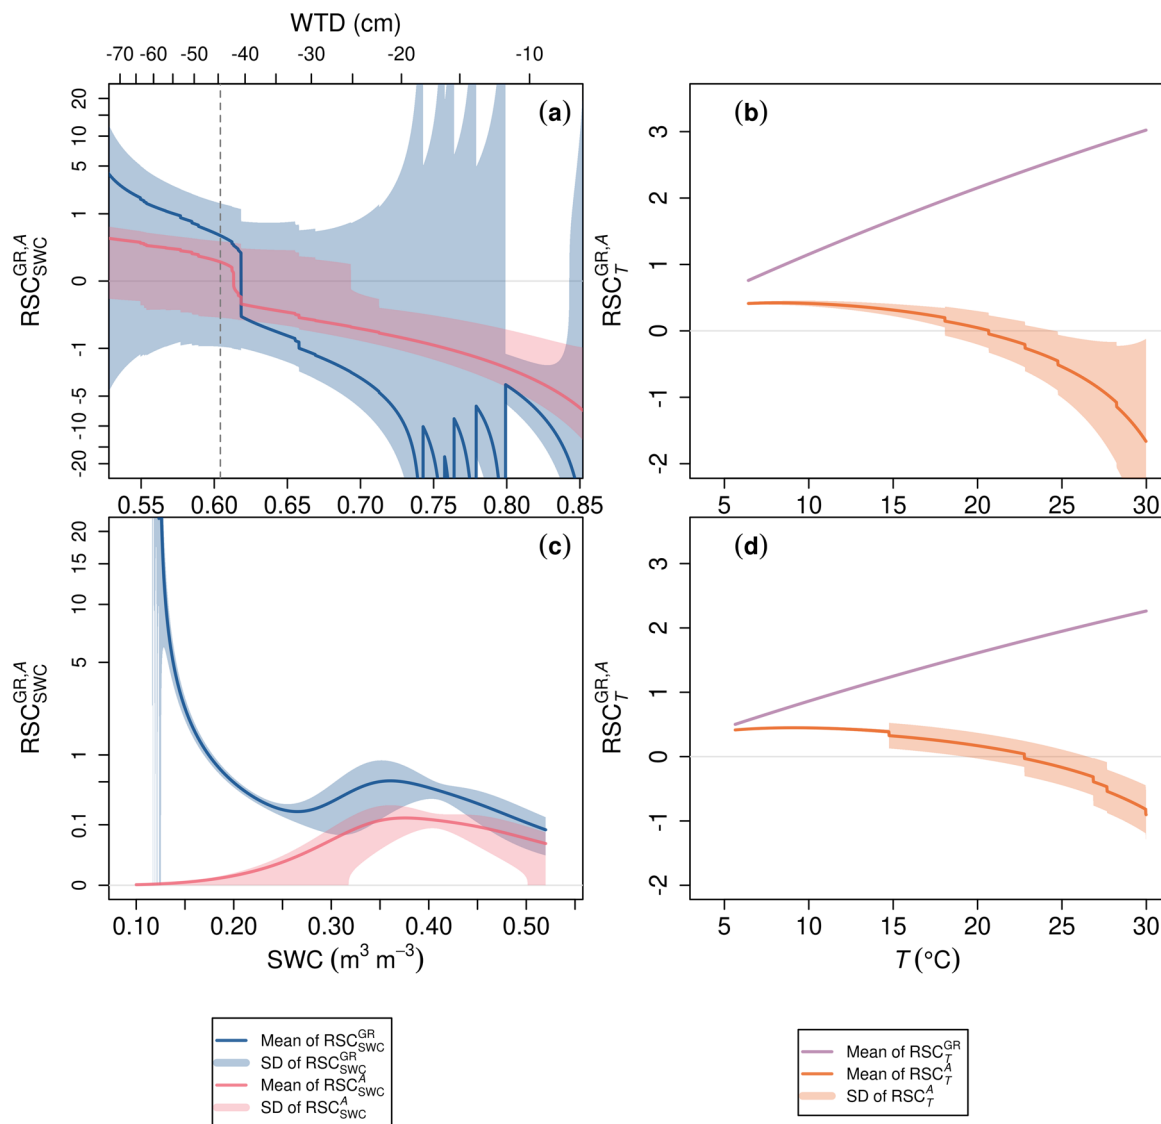 WTD (cm)
-70 -60 -50 -40 -30 -20 -10
(a)
RSC^{GR,A}_{SWC}
20
10
5
1
0
-1
-5
-10
-20
0.55 0.60 0.65 0.70 0.75 0.80 0.85
(b)
RSC^{GR,A}_{T}
3
2
1
0
-1
-2
5 10 15 20 25 30
(c)
RSC^{GR,A}_{SWC}
20
15
10
5
1
0.1
0
0.10 0.20 0.30 0.40 0.50
SWC (m³ m⁻³)
(d)
RSC^{GR,A}_{T}
3
2
1
0
-1
-2
5 10 15 20 25 30
T (°C)
Mean of RSC^{GR}_{SWC}
SD of RSC^{GR}_{SWC}
Mean of RSC^{A}_{SWC}
SD of RSC^{A}_{SWC}
Mean of RSC^{GR}_{T}
Mean of RSC^{A}_{T}
SD of RSC^{A}_{T}